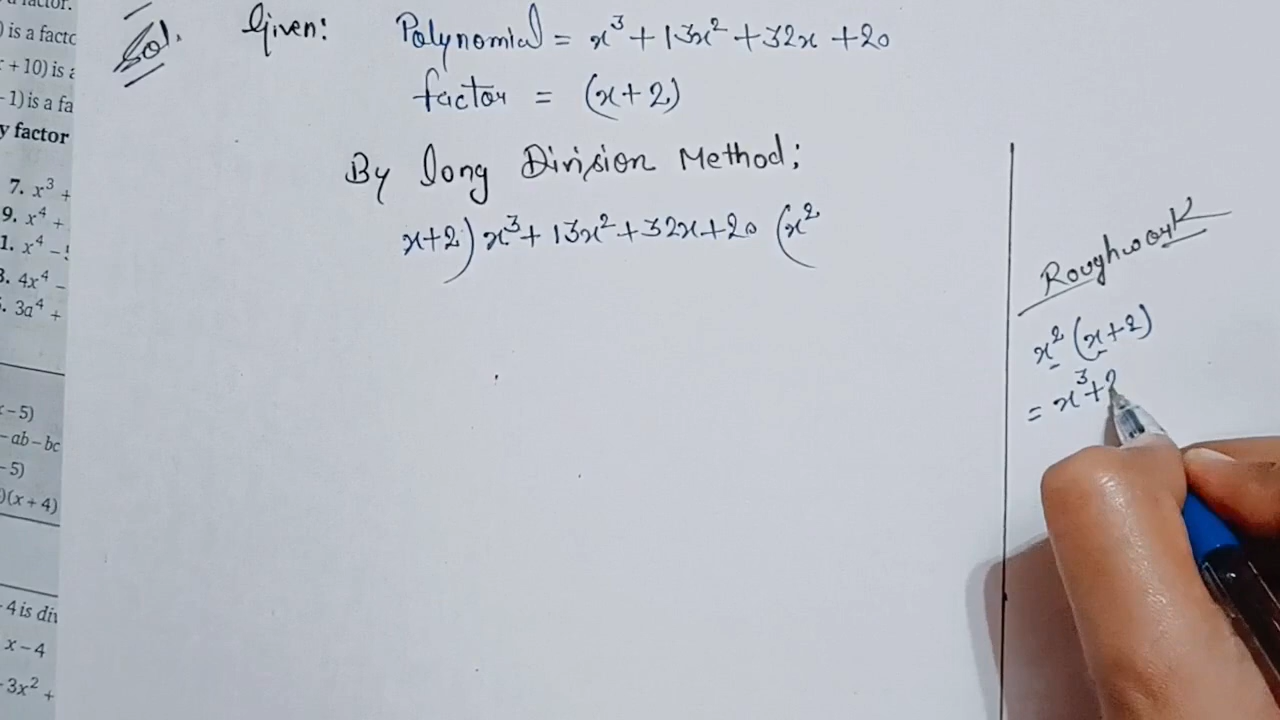 Sol. Given: Polynomial = x³ + 13x² + 32x + 20
factor = (x+2)
By long Division Method;
x+2) x³ + 13x² + 32x + 20 (x²
Roughwork
x² (x+2)
= x³ + 2
is a facto
+ 10) is a
- 1) is a fa
y factor
7. x³ +
9. x⁴ +
1. x⁴ –
3. 4x⁴ –
. 3a⁴ +
– 5)
– ab – bc
– 5)
)(x + 4)
– 4 is div
x – 4
– 3x² +